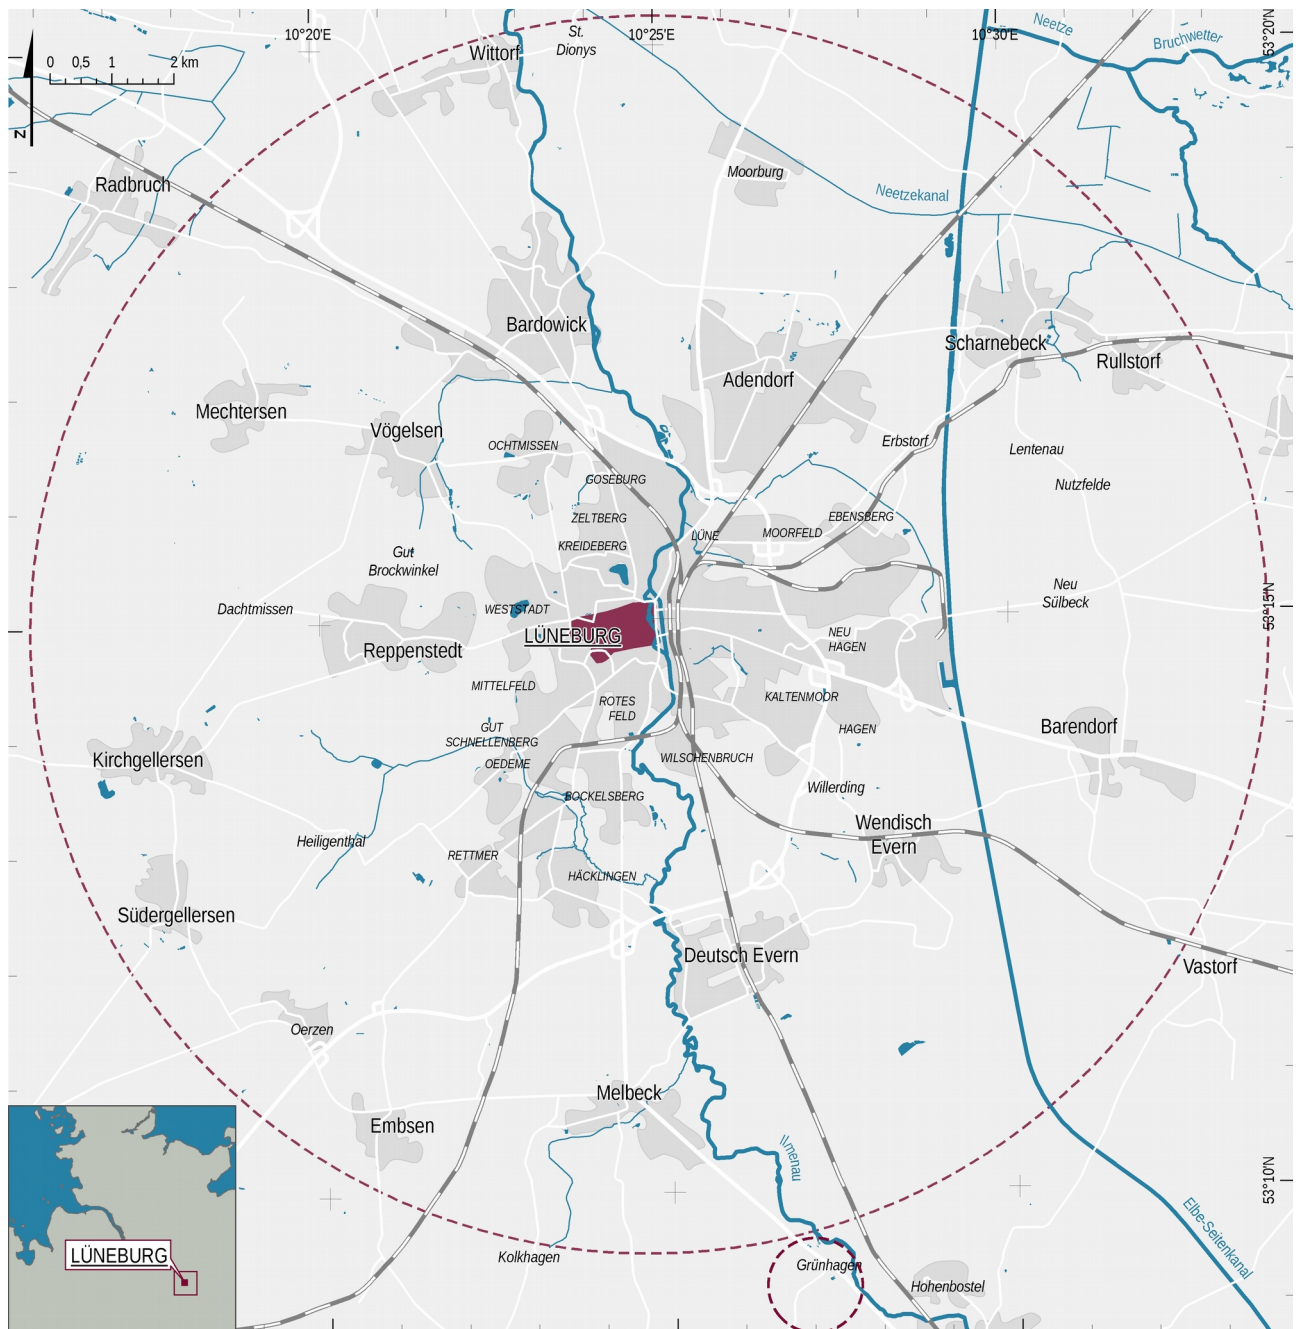 10°20'E
10°25'E
10°30'E
53°20'N
Neetze
Bruchwetter
St.
Dionys
Wittorf
0 0,5 1 2 km
N
Radbruch
Moorburg
Neetzekanal
Bardowick
Scharnebeck
Rullstorf
Adendorf
Mechtersen
Vögelsen
OCHTMISSEN
Erbstorf
Lentenau
GOSEBURG
Nutzfelde
ZELTBERG
EBENSBERG
LÜNE
MOORFELD
KREIDEBERG
Gut
Brockwinkel
Neu
Sülbeck
53°15'N
Dachtmissen
WESTSTADT
LÜNEBURG
NEU
HAGEN
Reppenstedt
MITTELFELD
KALTENMOOR
ROTES
FELD
HAGEN
Barendorf
GUT
SCHNELLENBERG
OEDEME
WILSCHENBRUCH
Kirchgellersen
Willerding
BOCKELSBERG
Wendisch
Evern
Heiligenthal
RETTMER
HÄCKLINGEN
Südergellersen
Deutsch Evern
Vastorf
Oerzen
Melbeck
Embsen
Ilmenau
53°10'N
Elbe-Seitenkanal
LÜNEBURG
Kolkhagen
Grünhagen
Hohenbostel